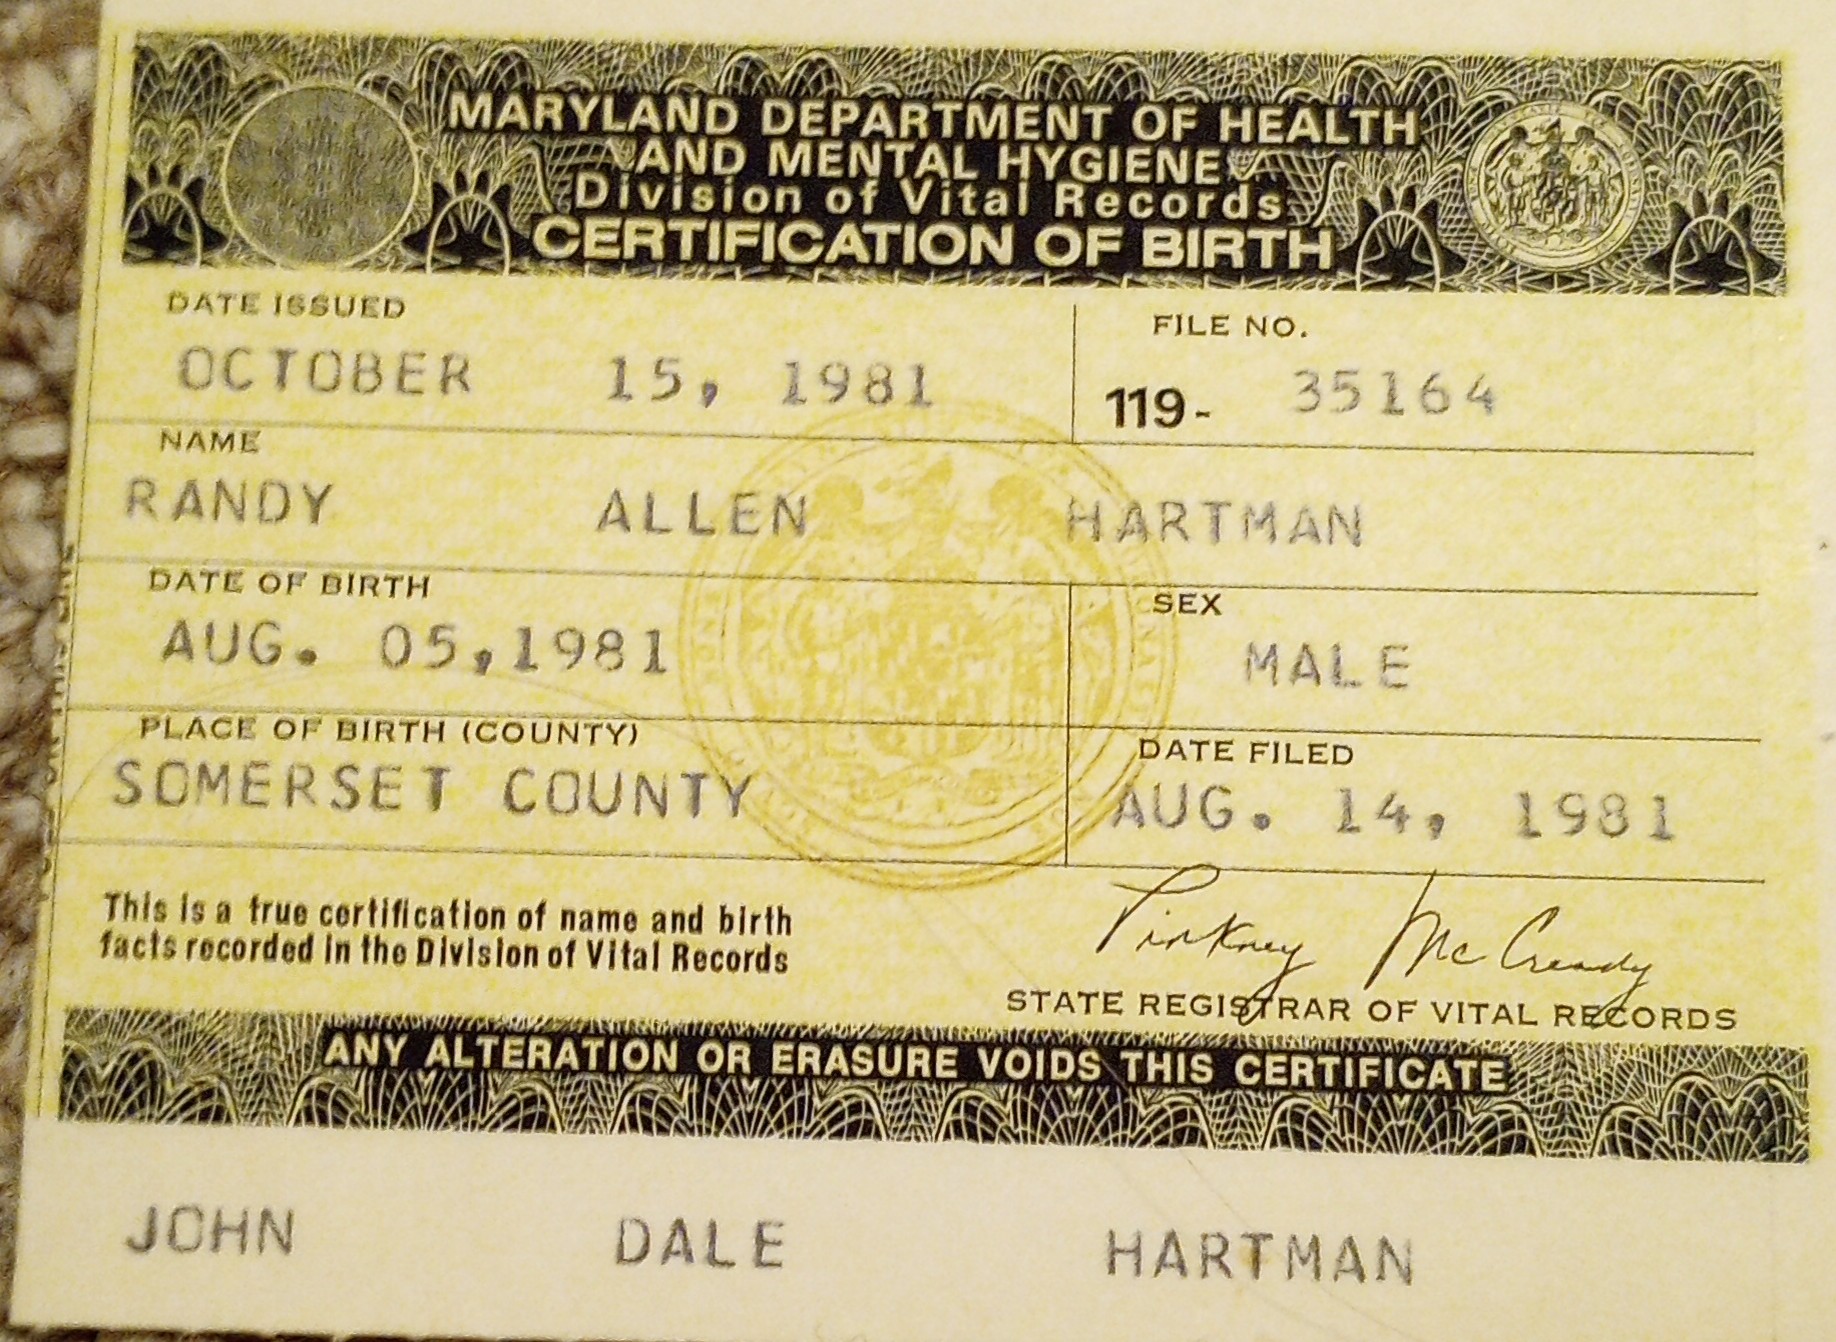 MARYLAND DEPARTMENT OF HEALTH
AND MENTAL HYGIENE
Division of Vital Records
CERTIFICATION OF BIRTH
DATE ISSUED
OCTOBER 15, 1981
FILE NO.
119- 35164
NAME
RANDY ALLEN HARTMAN
DATE OF BIRTH
AUG. 05,1981
SEX
MALE
PLACE OF BIRTH (COUNTY)
SOMERSET COUNTY
DATE FILED
AUG. 14, 1981
This is a true certification of name and birth
facts recorded in the Division of Vital Records
Pinkney McCready
STATE REGISTRAR OF VITAL RECORDS
ANY ALTERATION OR ERASURE VOIDS THIS CERTIFICATE
JOHN DALE HARTMAN